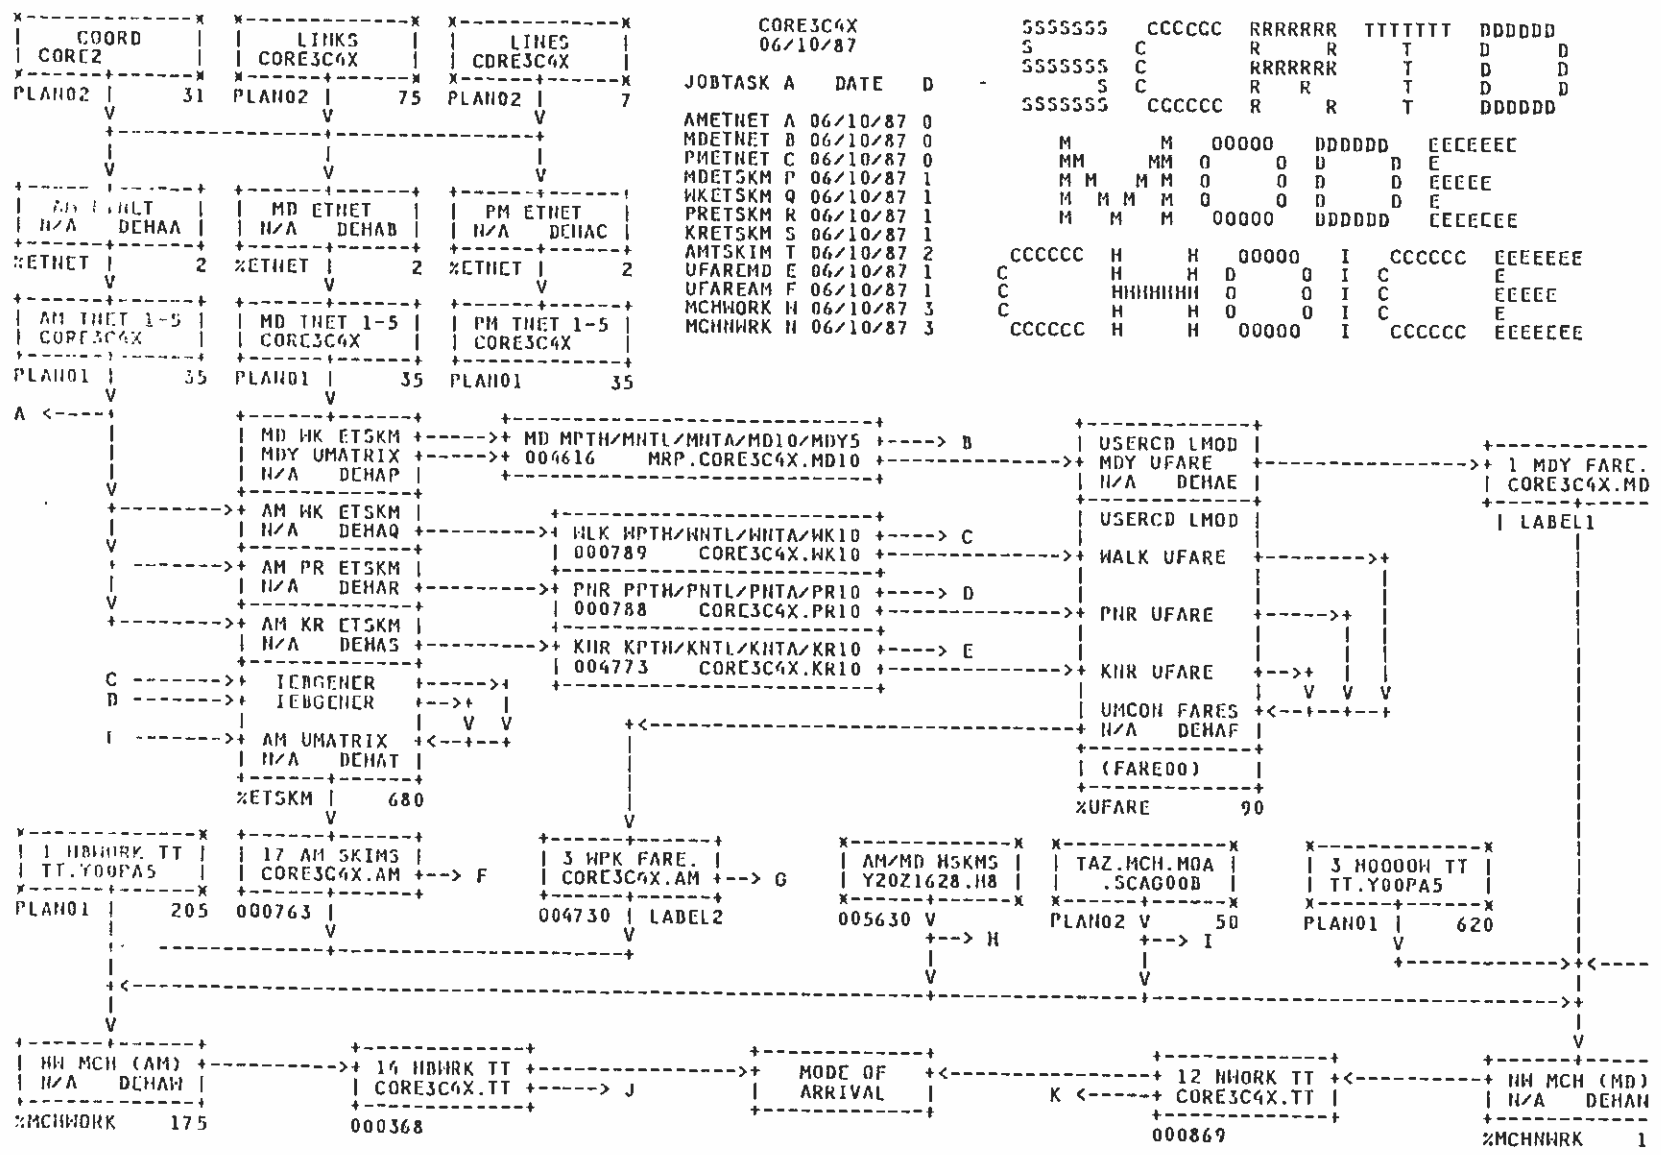 COORD
CORE2
PLAN02 31
LINKS
CORE3C4X
PLAN02 75
LINES
CORE3C4X
PLAN02 7
CORE3C4X
06/10/87
JOBTASK A DATE D -
AMETNET A 06/10/87 0
MDETNET B 06/10/87 0
PMETNET C 06/10/87 0
MDETSKM P 06/10/87 1
WKETSKM Q 06/10/87 1
PRETSKM R 06/10/87 1
KRETSKM S 06/10/87 1
AMTSKIM T 06/10/87 2
UFAREMD E 06/10/87 1
UFAREAM F 06/10/87 1
MCHWORK W 06/10/87 3
MCHNWRK N 06/10/87 3
SCRTD
MODE
CHOICE
N/A DEHAA
%ETNET 2
MD ETNET
N/A DEHAB
%ETNET 2
PM ETNET
N/A DEHAC
%ETNET 2
AM TNET 1-5
CORE3C4X
PLAN01 35
MD TNET 1-5
CORE3C4X
PLAN01 35
PM TNET 1-5
CORE3C4X
PLAN01 35
A
MD WK ETSKM
MDY UMATRIX
N/A DEHAP
AM WK ETSKM
N/A DEHAQ
AM PR ETSKM
N/A DEHAR
AM KR ETSKM
N/A DEHAS
C
D
IEBGENER
IEBGENER
AM UMATRIX
N/A DEHAT
%ETSKM 680
MD MPTH/MNTL/MNTA/MD10/MDY5
004616 MRP.CORE3C4X.MD10
B
WLK WPTH/WNTL/WNTA/WK10
000789 CORE3C4X.WK10
C
PNR PPTH/PNTL/PNTA/PR10
000788 CORE3C4X.PR10
D
KNR KPTH/KNTL/KNTA/KR10
004773 CORE3C4X.KR10
E
USERCD LMOD
MDY UFARE
N/A DEHAE
USERCD LMOD
WALK UFARE
PNR UFARE
KNR UFARE
UMCON FARES
N/A DEHAF
(FARE00)
%UFARE 90
1 MDY FARE.
CORE3C4X.MD
LABEL1
1 HBWORK TT
TT.Y00PA5
PLAN01 205
17 AM SKIMS
CORE3C4X.AM
F
000763
3 WPK FARE.
CORE3C4X.AM
G
004730 LABEL2
AM/MD HSKMS
Y20Z1628.H8
005630
H
TAZ.MCH.MOA
.SCAG00B
PLAN02 50
I
3 HOOOOW TT
TT.Y00PA5
PLAN01 620
HW MCH (AM)
N/A DEHAW
%MCHWORK 175
14 HBWRK TT
CORE3C4X.TT
J
000368
MODE OF
ARRIVAL
K
12 NWORK TT
CORE3C4X.TT
000869
NW MCH (MD)
N/A DEHAN
%MCHNWRK 1